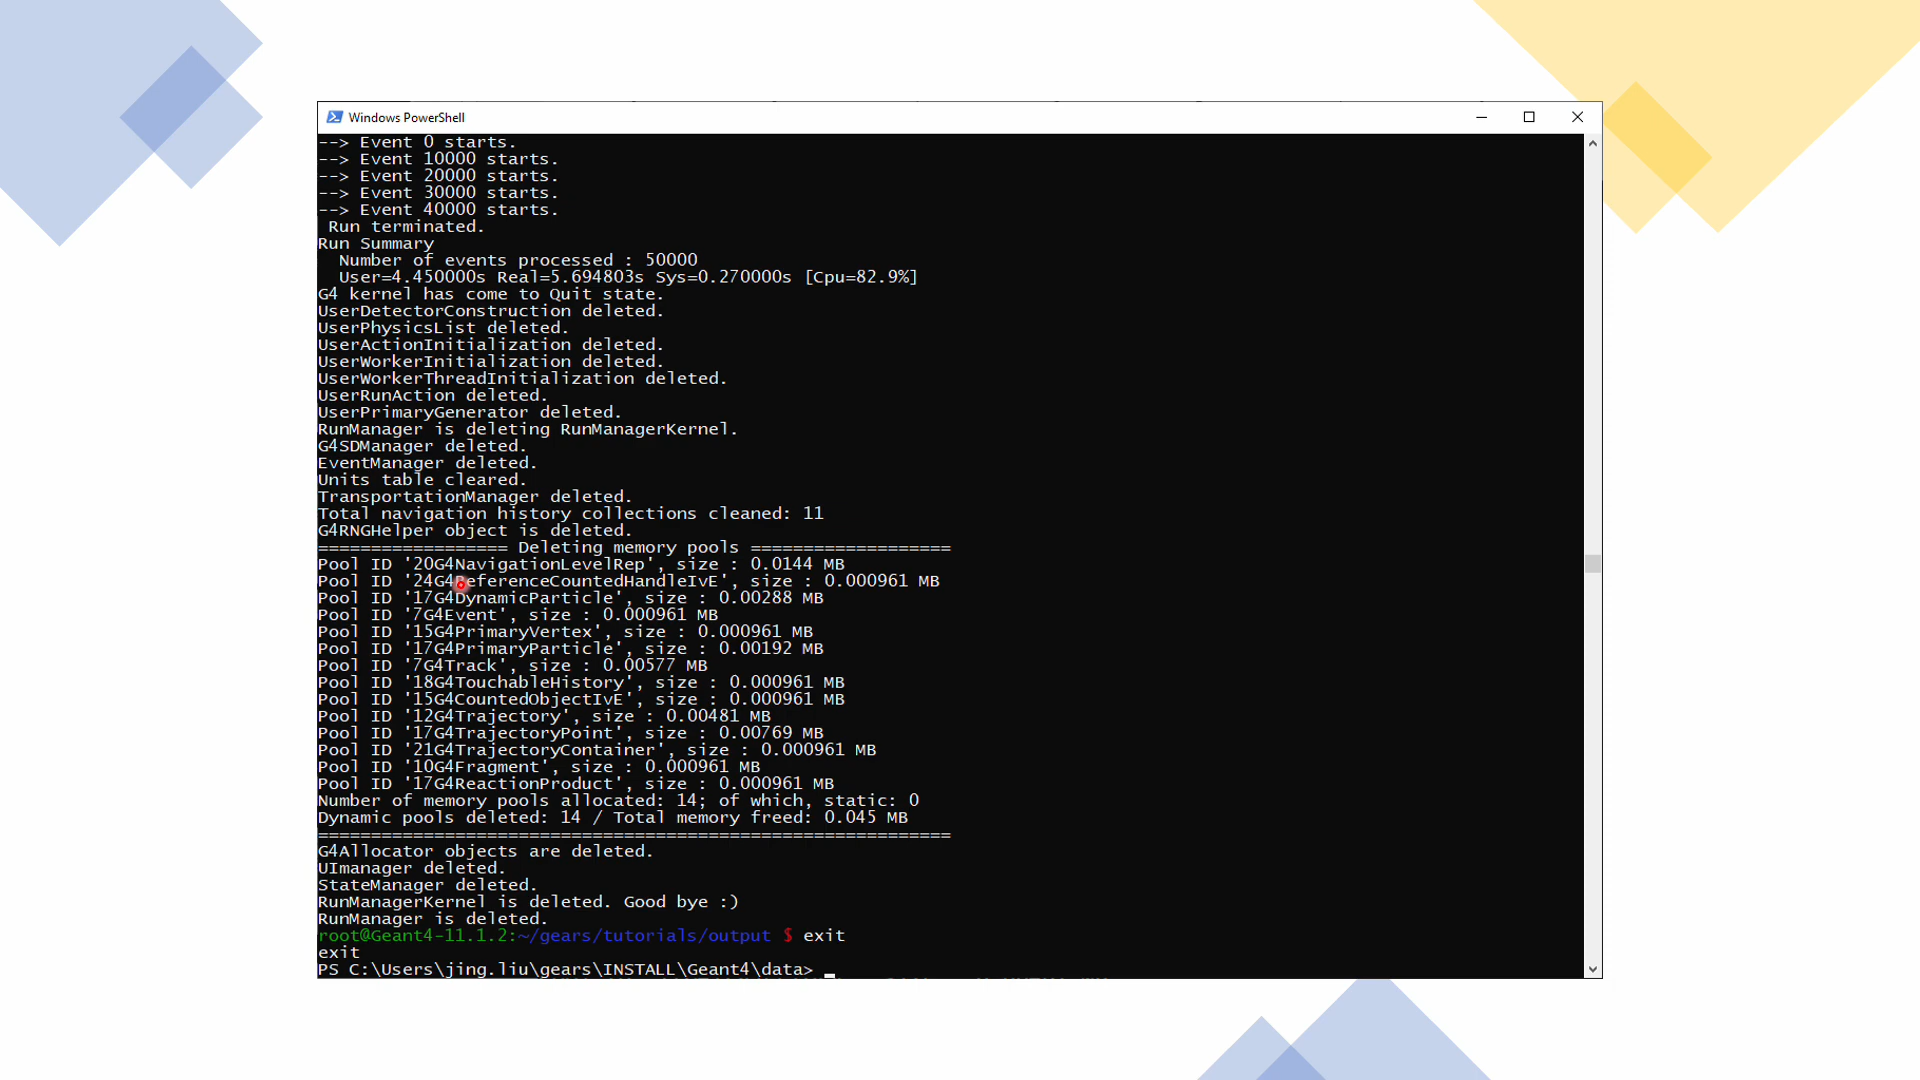 Windows PowerShell
--> Event 0 starts.
--> Event 10000 starts.
--> Event 20000 starts.
--> Event 30000 starts.
--> Event 40000 starts.
Run terminated.
Run Summary
Number of events processed : 50000
User=4.450000s Real=5.694803s Sys=0.270000s [Cpu=82.9%]
G4 kernel has come to Quit state.
UserDetectorConstruction deleted.
UserPhysicsList deleted.
UserActionInitialization deleted.
UserWorkerInitialization deleted.
UserWorkerThreadInitialization deleted.
UserRunAction deleted.
UserPrimaryGenerator deleted.
RunManager is deleting RunManagerKernel.
G4SDManager deleted.
EventManager deleted.
Units table cleared.
TransportationManager deleted.
Total navigation history collections cleaned: 11
G4RNGHelper object is deleted.
================== Deleting memory pools ===================
Pool ID '20G4NavigationLevelRep', size : 0.0144 MB
Pool ID '24G4ReferenceCountedHandleIvE', size : 0.000961 MB
Pool ID '17G4DynamicParticle', size : 0.00288 MB
Pool ID '7G4Event', size : 0.000961 MB
Pool ID '15G4PrimaryVertex', size : 0.000961 MB
Pool ID '17G4PrimaryParticle', size : 0.00192 MB
Pool ID '7G4Track', size : 0.00577 MB
Pool ID '18G4TouchableHistory', size : 0.000961 MB
Pool ID '15G4CountedObjectIvE', size : 0.000961 MB
Pool ID '12G4Trajectory', size : 0.00481 MB
Pool ID '17G4TrajectoryPoint', size : 0.00769 MB
Pool ID '21G4TrajectoryContainer', size : 0.000961 MB
Pool ID '10G4Fragment', size : 0.000961 MB
Pool ID '17G4ReactionProduct', size : 0.000961 MB
Number of memory pools allocated: 14; of which, static: 0
Dynamic pools deleted: 14 / Total memory freed: 0.045 MB
============================================================
G4Allocator objects are deleted.
UImanager deleted.
StateManager deleted.
RunManagerKernel is deleted. Good bye :)
RunManager is deleted.
root@Geant4-11.1.2:~/gears/tutorials/output $ exit
exit
PS C:\Users\jing.liu\gears\INSTALL\Geant4\data>